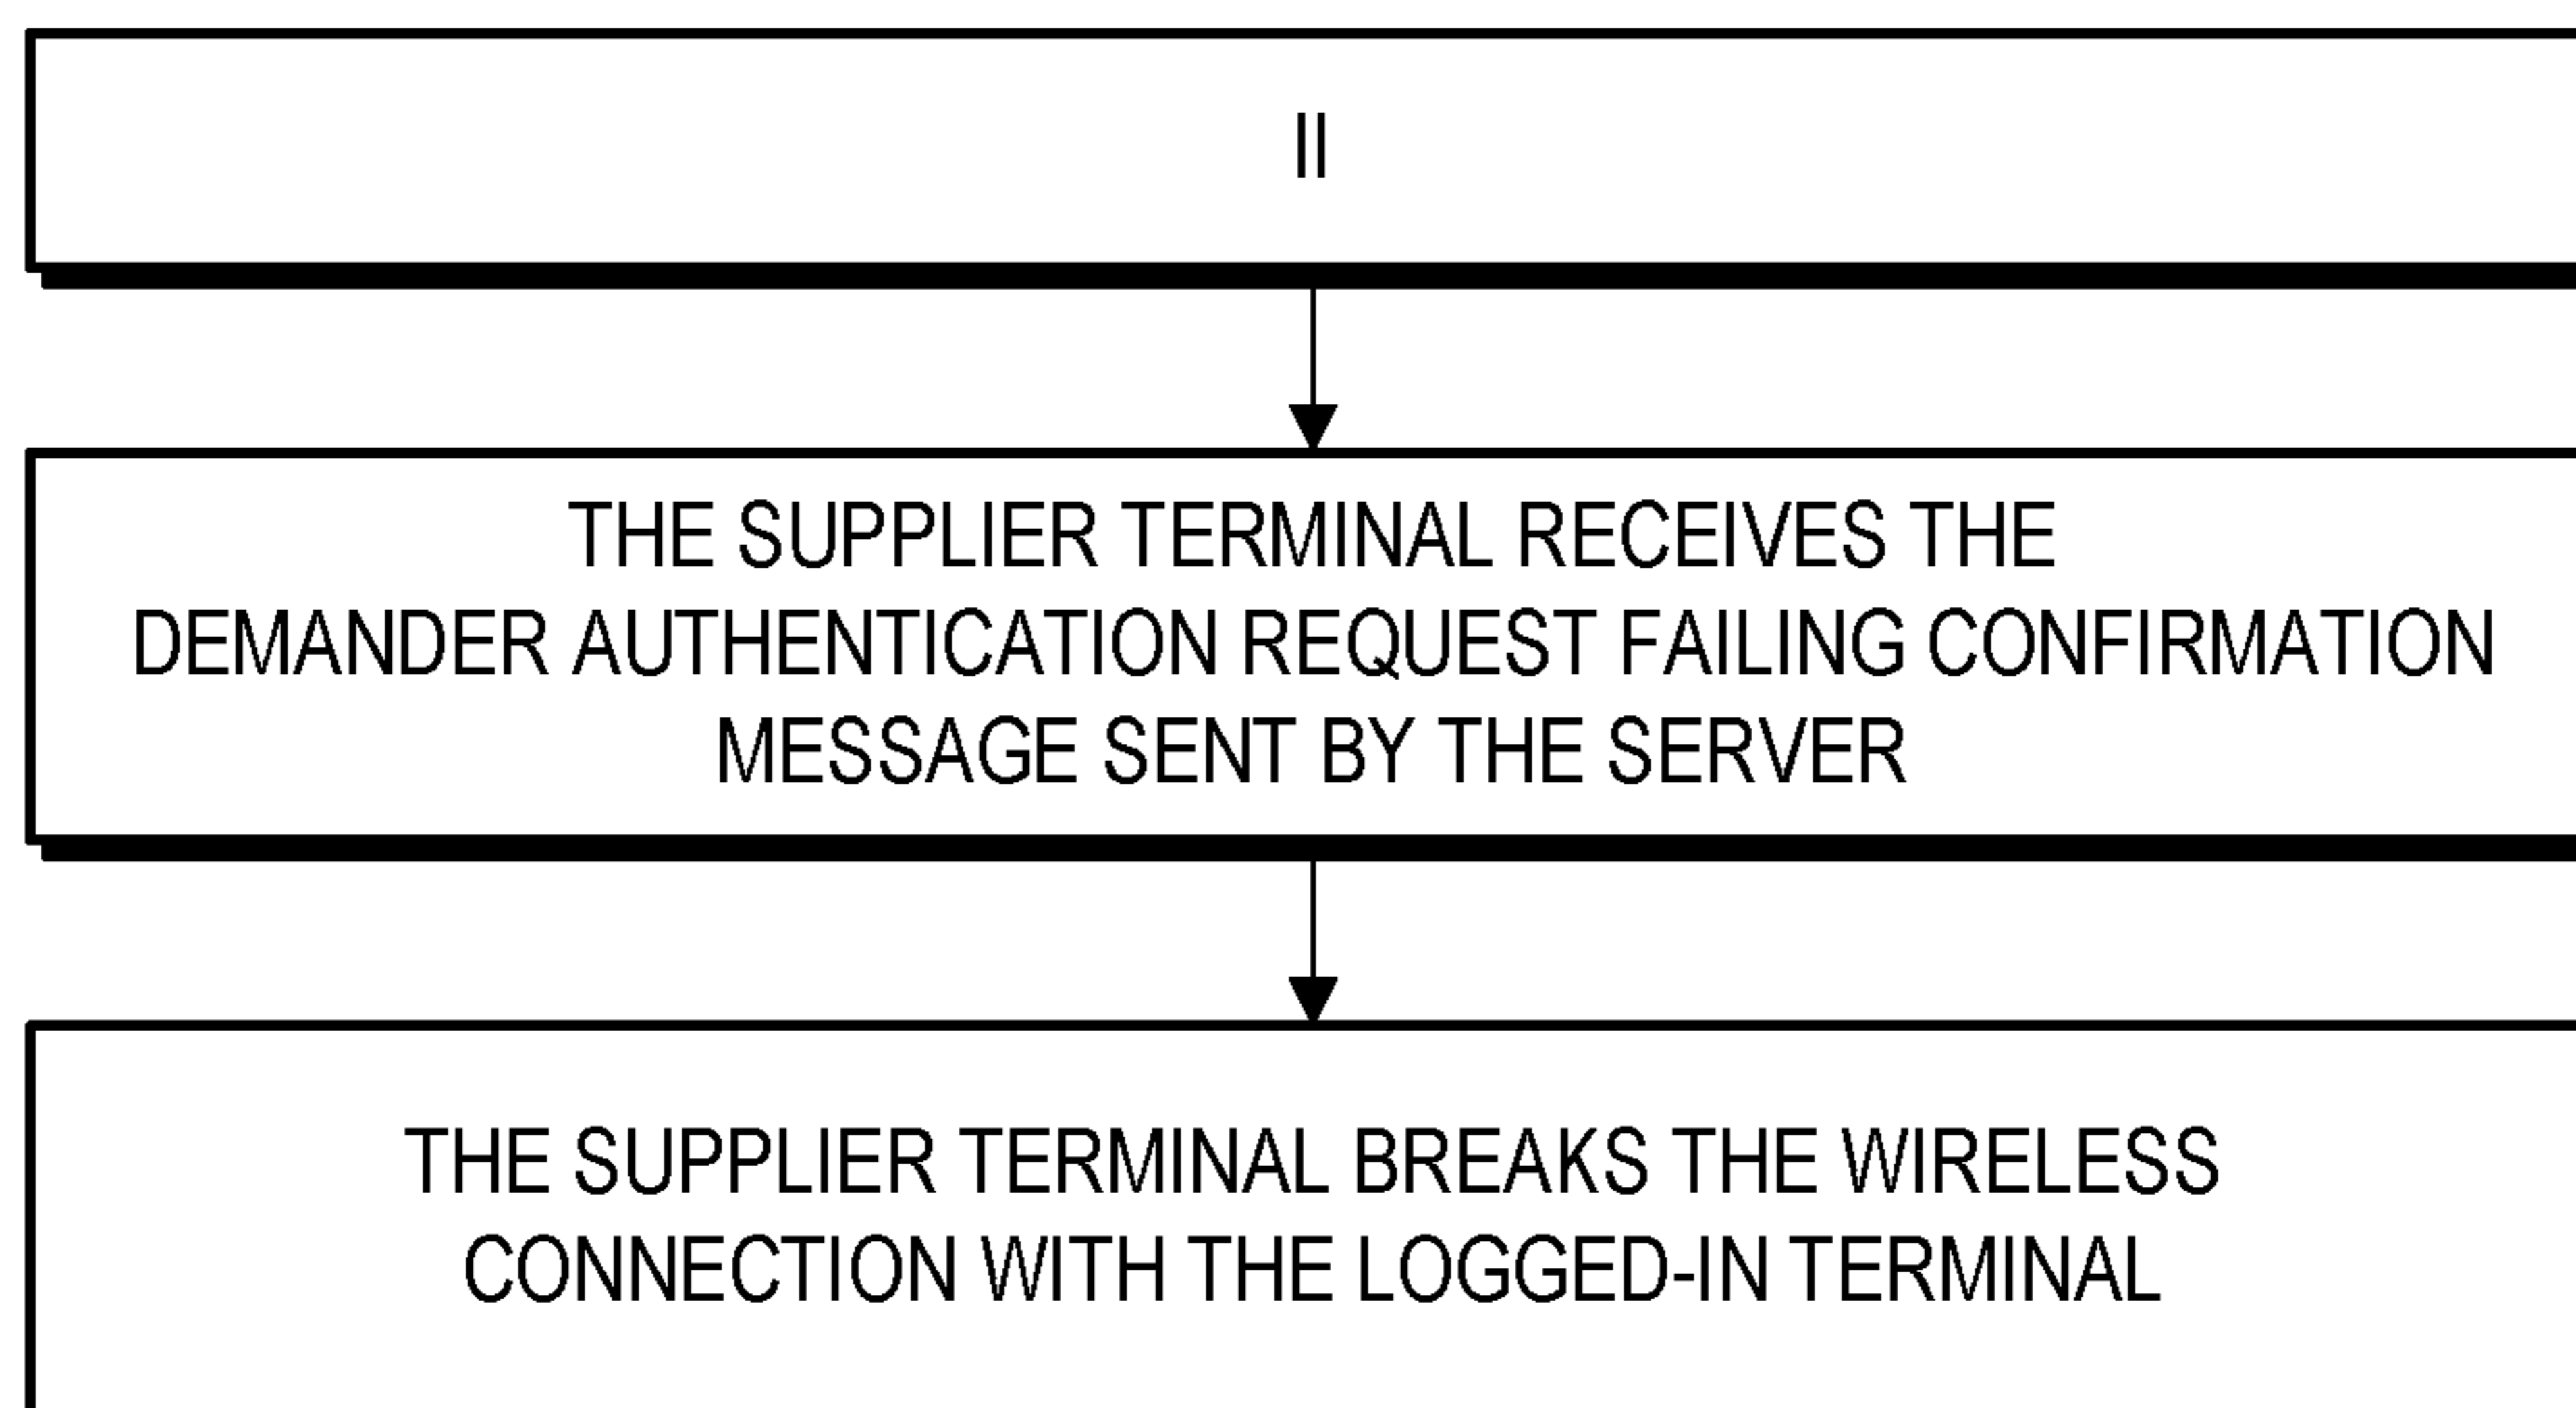 II
THE SUPPLIER TERMINAL RECEIVES THE
DEMANDER AUTHENTICATION REQUEST FAILING CONFIRMATION
MESSAGE SENT BY THE SERVER
THE SUPPLIER TERMINAL BREAKS THE WIRELESS
CONNECTION WITH THE LOGGED-IN TERMINAL